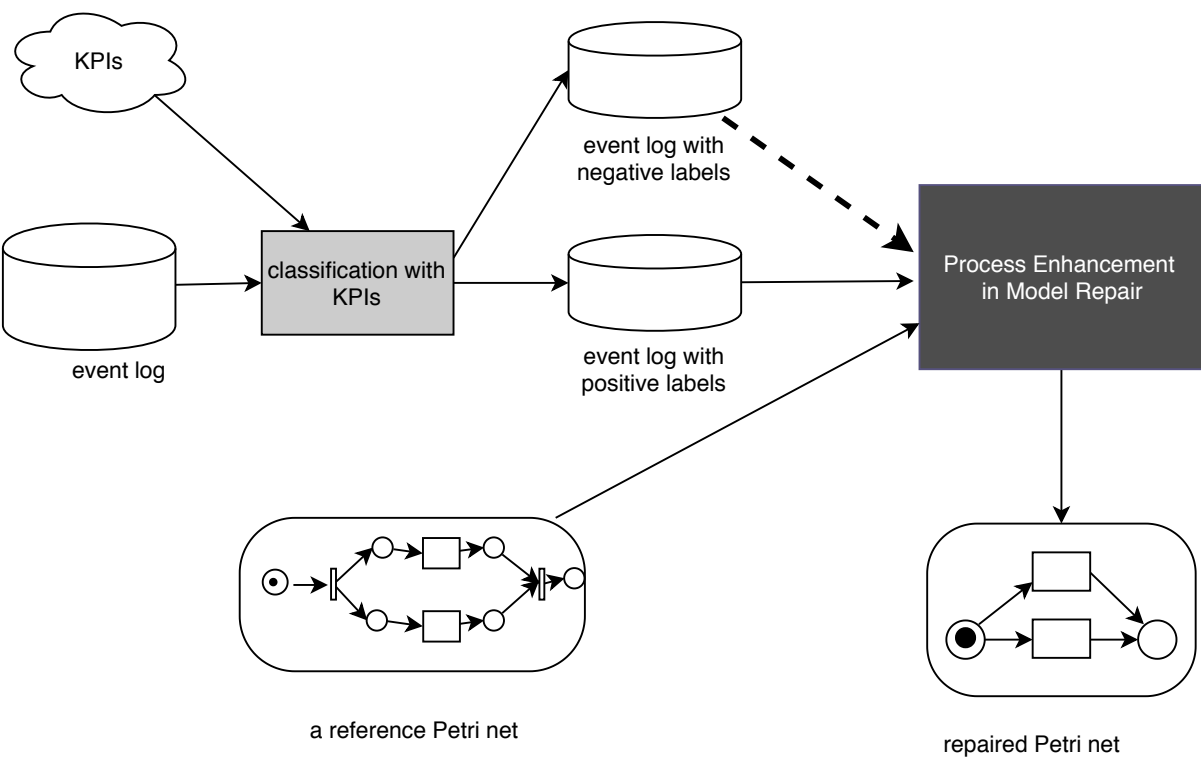 KPIs
event log with
negative labels
classification with
KPIs
Process Enhancement
in Model Repair
event log
event log with
positive labels
a reference Petri net
repaired Petri net